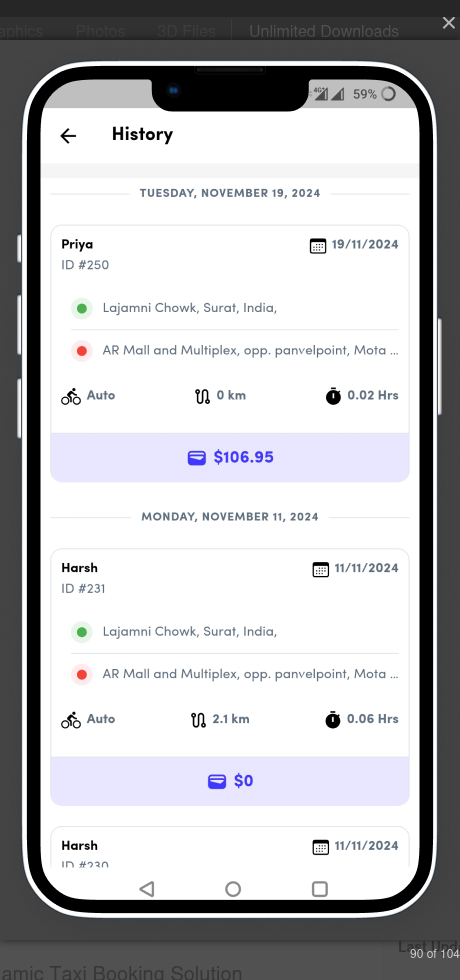 aphics Photos 3D Files Unlimited Downloads
4G 59%
History
TUESDAY, NOVEMBER 19, 2024
Priya 19/11/2024
ID #250
Lajamni Chowk, Surat, India,
AR Mall and Multiplex, opp. panvelpoint, Mota ...
Auto 0 km 0.02 Hrs
$106.95
MONDAY, NOVEMBER 11, 2024
Harsh 11/11/2024
ID #231
Lajamni Chowk, Surat, India,
AR Mall and Multiplex, opp. panvelpoint, Mota ...
Auto 2.1 km 0.06 Hrs
$0
Harsh 11/11/2024
ID #230
Last Upd
90 of 104
amic Taxi Booking Solution